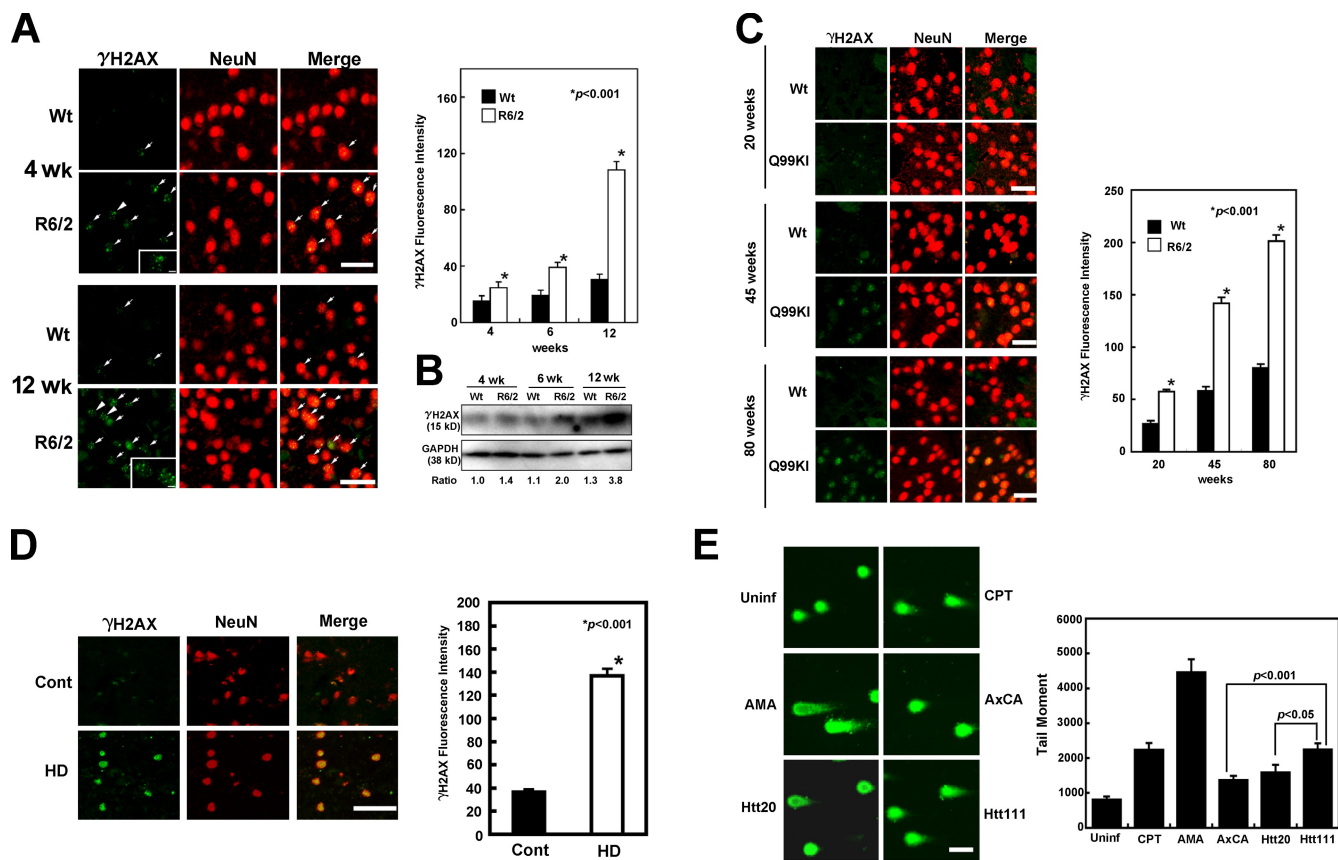 A
γH2AX NeuN Merge
Wt
4 wk
R6/2
Wt
12 wk
R6/2
γH2AX Fluorescence Intensity
160
120
80
40
0
Wt
R6/2
*p<0.001
*
*
*
4 6 12
weeks
B
4 wk 6 wk 12 wk
Wt R6/2 Wt R6/2 Wt R6/2
γH2AX
(15 kD)
GAPDH
(38 kD)
Ratio 1.0 1.4 1.1 2.0 1.3 3.8
C
γH2AX NeuN Merge
20 weeks
Wt
Q99KI
45 weeks
Wt
Q99KI
80 weeks
Wt
Q99KI
γH2AX Fluorescence Intensity
250
200
150
100
50
0
*p<0.001
Wt
R6/2
*
*
*
20 45 80
weeks
D
γH2AX NeuN Merge
Cont
HD
γH2AX Fluorescence Intensity
200
180
160
140
120
100
80
60
40
20
0
*p<0.001
*
Cont HD
E
Uninf CPT
AMA AxCA
Htt20 Htt111
Tail Moment
6000
5000
4000
3000
2000
1000
0
p<0.001
p<0.05
Uninf CPT AMA AxCA Htt20 Htt111